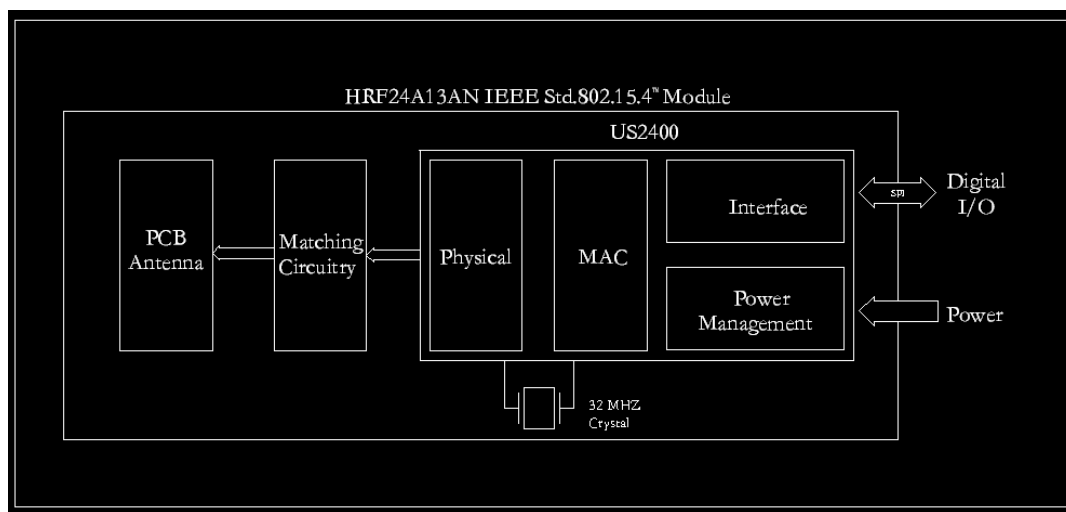 HRF24A13AN IEEE Std.802.15.4™ Module
US2400
PCB
Antenna
Matching
Circuitry
Physical
MAC
Interface
Power
Management
SPI
Digital
I/O
Power
32 MHZ
Crystal